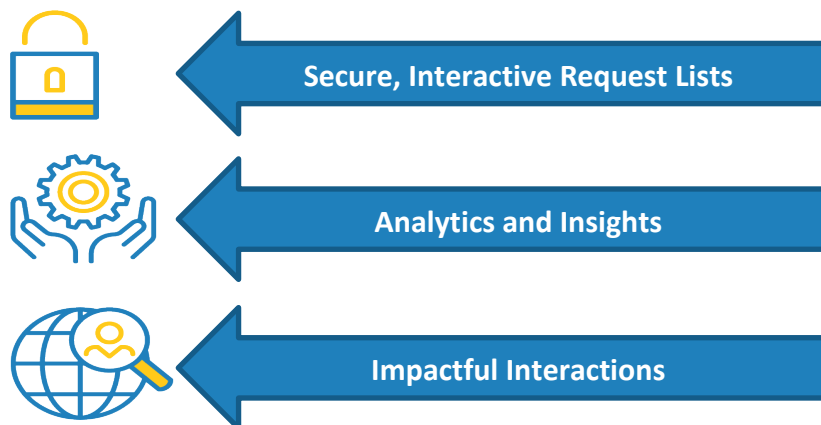 Secure, Interactive Request Lists
Analytics and Insights
Impactful Interactions